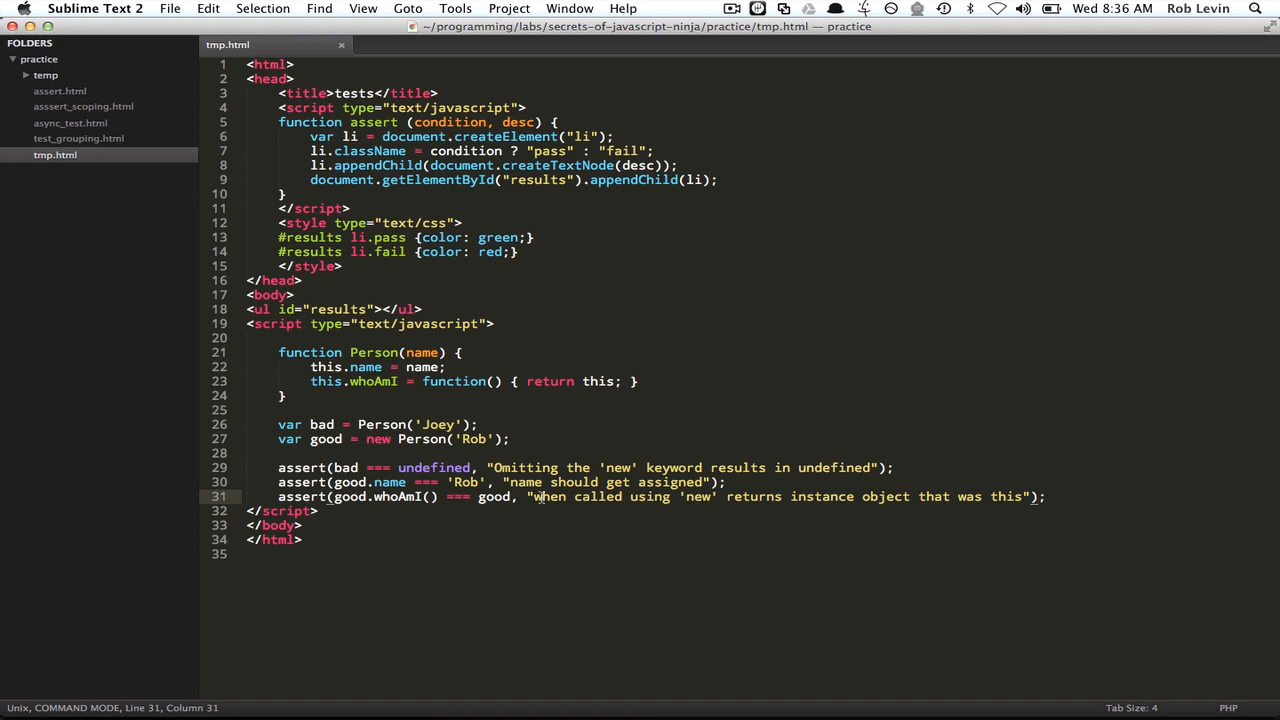 Sublime Text 2 File Edit Selection Find View Goto Tools Project Window Help Wed 8:36 AM Rob Levin
~/programming/labs/secrets-of-javascript-ninja/practice/tmp.html — practice
FOLDERS
practice
temp
assert.html
asssert_scoping.html
async_test.html
test_grouping.html
tmp.html
tmp.html ×
1 <html>
2 <head>
3 <title>tests</title>
4 <script type="text/javascript">
5 function assert (condition, desc) {
6 var li = document.createElement("li");
7 li.className = condition ? "pass" : "fail";
8 li.appendChild(document.createTextNode(desc));
9 document.getElementById("results").appendChild(li);
10 }
11 </script>
12 <style type="text/css">
13 #results li.pass {color: green;}
14 #results li.fail {color: red;}
15 </style>
16 </head>
17 <body>
18 <ul id="results"></ul>
19 <script type="text/javascript">
20
21 function Person(name) {
22 this.name = name;
23 this.whoAmI = function() { return this; }
24 }
25
26 var bad = Person('Joey');
27 var good = new Person('Rob');
28
29 assert(bad === undefined, "Omitting the 'new' keyword results in undefined");
30 assert(good.name === 'Rob', "name should get assigned");
31 assert(good.whoAmI() === good, "when called using 'new' returns instance object that was this");
32 </script>
33 </body>
34 </html>
35
Unix, COMMAND MODE, Line 31, Column 31 Tab Size: 4 PHP